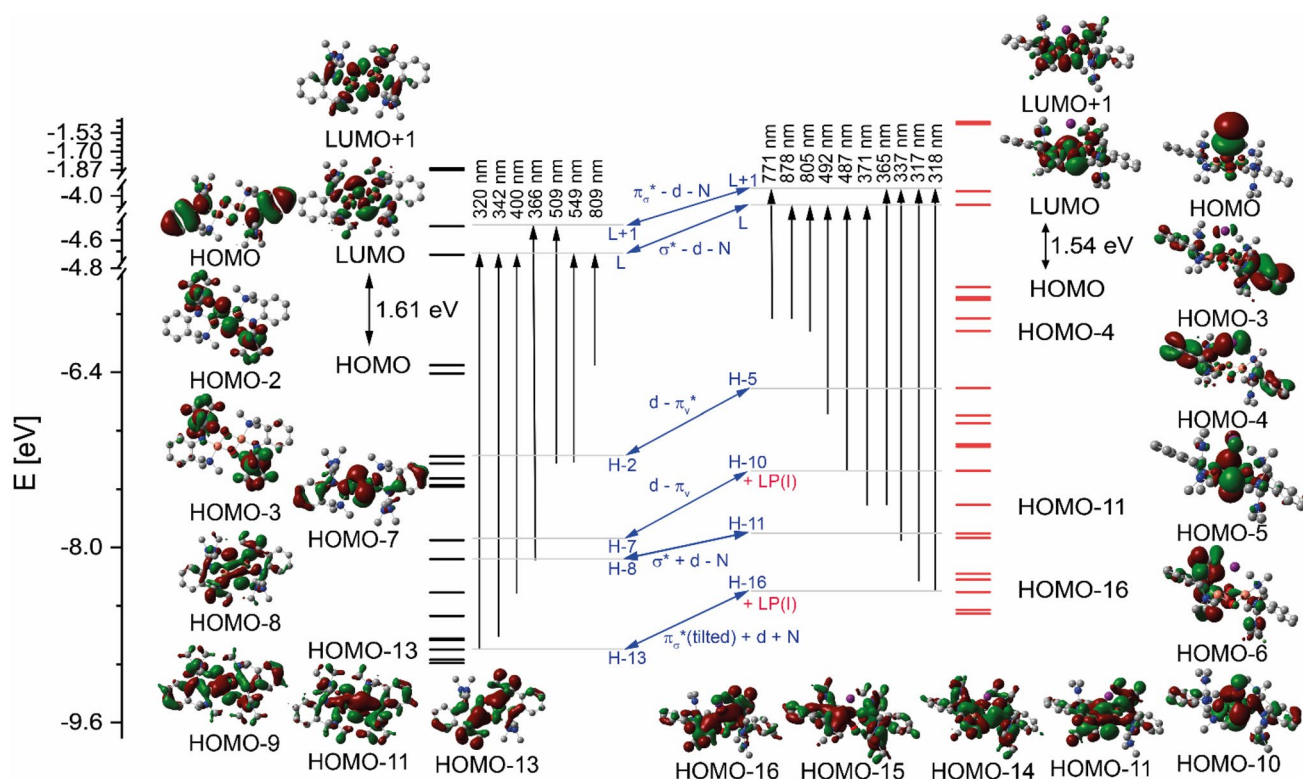 E [eV]
-1.53
-1.70
-1.87
-4.0
-4.6
-4.8
-6.4
-8.0
-9.6
LUMO+1
HOMO
LUMO
1.61 eV
HOMO
HOMO-2
HOMO-3
HOMO-7
HOMO-8
HOMO-13
HOMO-9
HOMO-11
HOMO-13
320 nm
342 nm
400 nm
366 nm
509 nm
549 nm
809 nm
L+1
L
H-2
H-7
H-8
H-13
πσ* - d - N
σ* - d - N
d - πv*
d - πv
σ* + d - N
πσ*(tilted) + d + N
771 nm
878 nm
805 nm
492 nm
487 nm
371 nm
365 nm
337 nm
317 nm
318 nm
L+1
L
H-5
H-10
+ LP(I)
H-11
H-16
+ LP(I)
LUMO+1
LUMO
1.54 eV
HOMO
HOMO-4
HOMO-11
HOMO-16
HOMO
HOMO-3
HOMO-4
HOMO-5
HOMO-6
HOMO-16
HOMO-15
HOMO-14
HOMO-11
HOMO-10